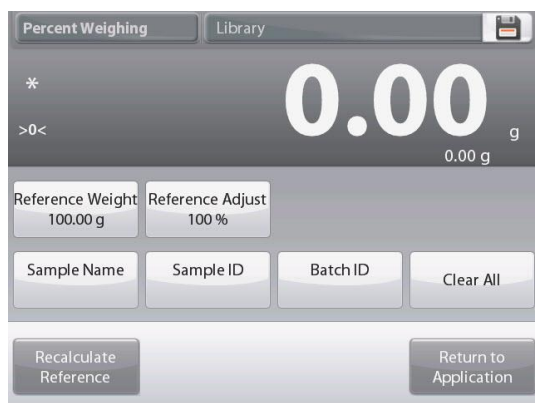 Percent Weighing
Library
*
0.00 g
>0<
0.00 g
Reference Weight
100.00 g
Reference Adjust
100 %
Sample Name
Sample ID
Batch ID
Clear All
Recalculate
Reference
Return to
Application